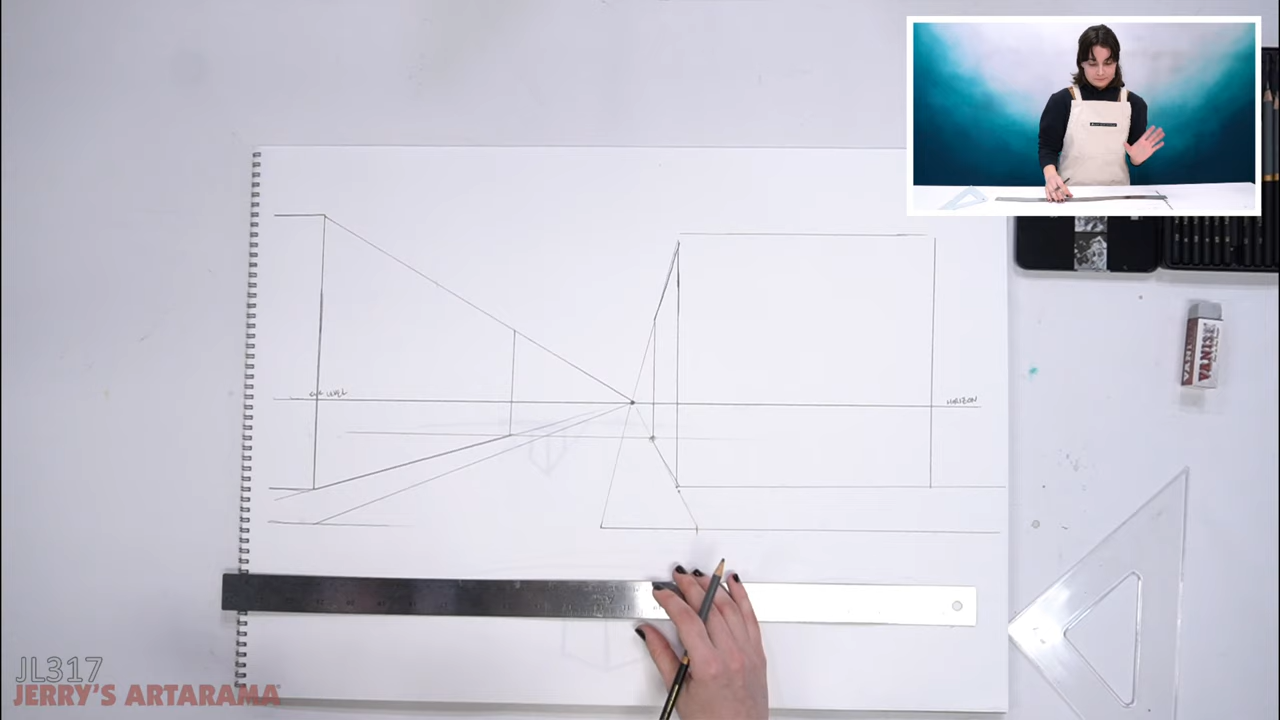 EYE LEVEL
HORIZON
VANISH
JL317
JERRY'S ARTARAMA